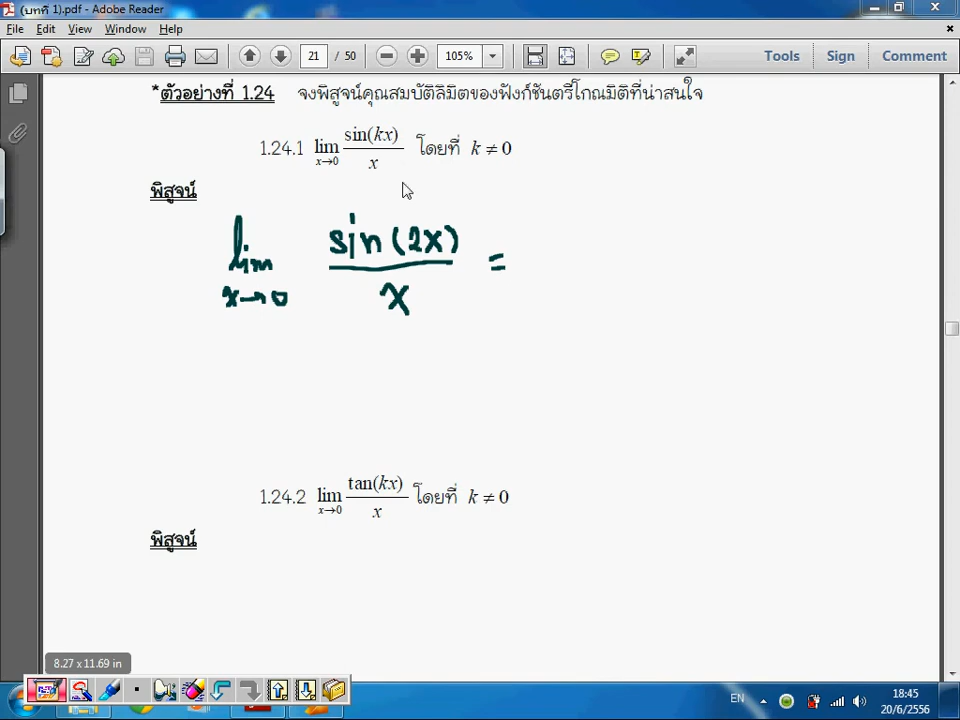 (บทที่ 1).pdf - Adobe Reader
File Edit View Window Help
21 / 50 105% Tools Sign Comment
*ตัวอย่างที่ 1.24 จงพิสูจน์คุณสมบัติลิมิตของฟังก์ชันตรีโกณมิติที่น่าสนใจ
1.24.1 lim x→0 sin(kx)/x โดยที่ k ≠ 0
พิสูจน์
lim x→0 sin(2x)/x =
1.24.2 lim x→0 tan(kx)/x โดยที่ k ≠ 0
พิสูจน์
8.27 x 11.69 in
EN 18:45
20/6/2556